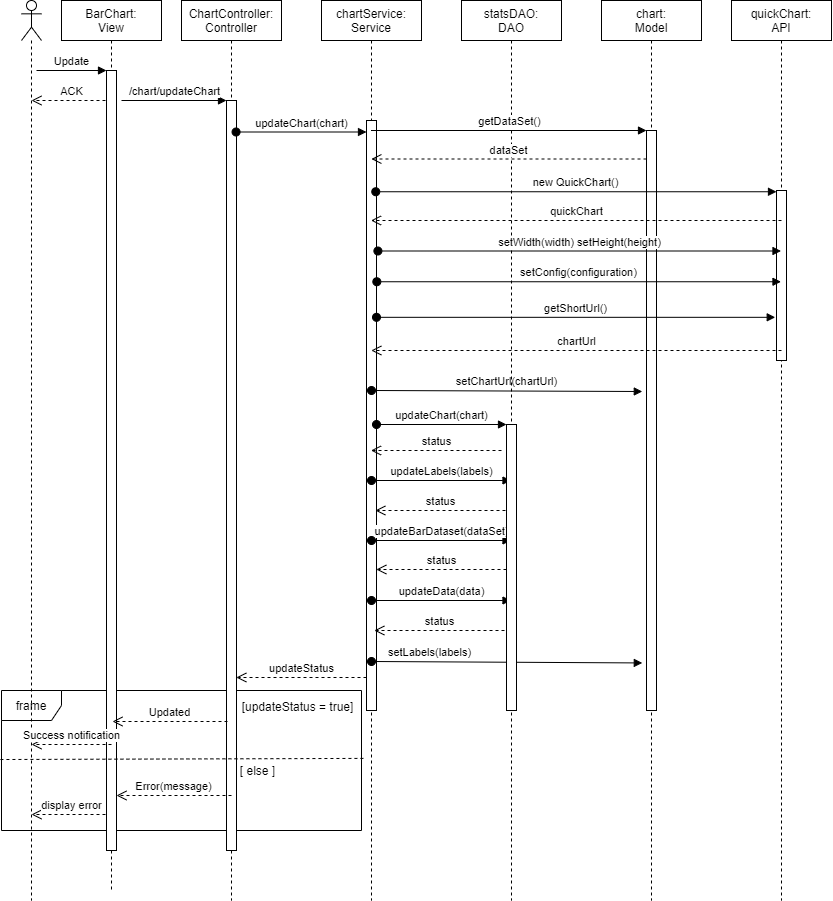 BarChart:
View
ChartController:
Controller
chartService:
Service
statsDAO:
DAO
chart:
Model
quickChart:
API
Update
ACK
/chart/updateChart
updateChart(chart)
getDataSet()
dataSet
new QuickChart()
quickChart
setWidth(width) setHeight(height)
setConfig(configuration)
getShortUrl()
chartUrl
setChartUrl(chartUrl)
updateChart(chart)
status
updateLabels(labels)
status
updateBarDataset(dataSet
status
updateData(data)
status
setLabels(labels)
updateStatus
frame
[updateStatus = true]
Updated
Success notification
[ else ]
Error(message)
display error